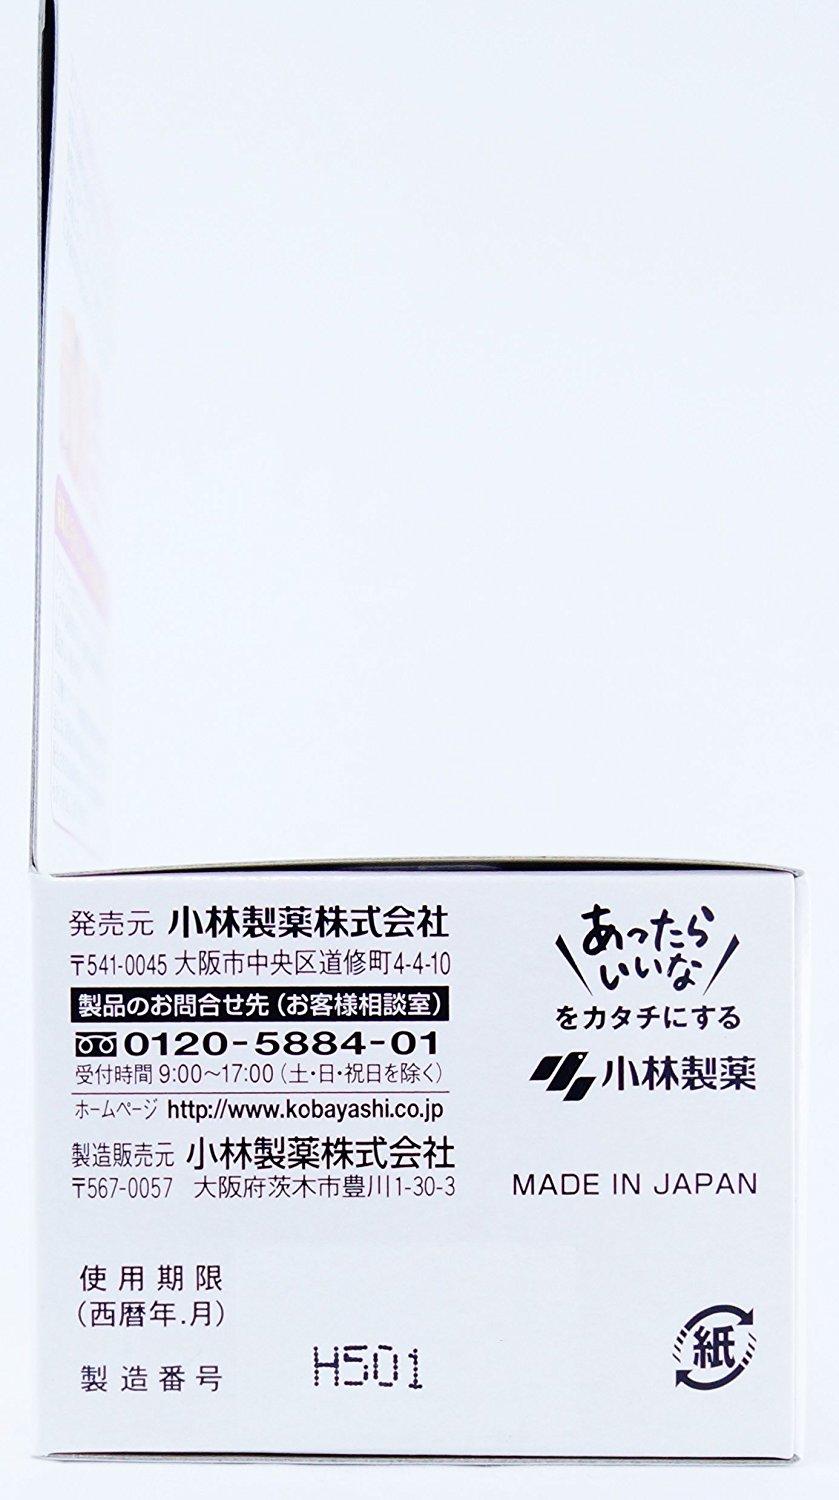 発売元 小林製薬株式会社
〒541-0045 大阪市中央区道修町4-4-10
製品のお問合せ先（お客様相談室）
0120-5884-01
受付時間 9:00〜17:00（土・日・祝日を除く）
ホームページ http://www.kobayashi.co.jp
製造販売元 小林製薬株式会社
〒567-0057 大阪府茨木市豊川1-30-3
あったら
いいな
をカタチにする
小林製薬
MADE IN JAPAN
使用期限
（西暦年.月）
製造番号 H501
紙